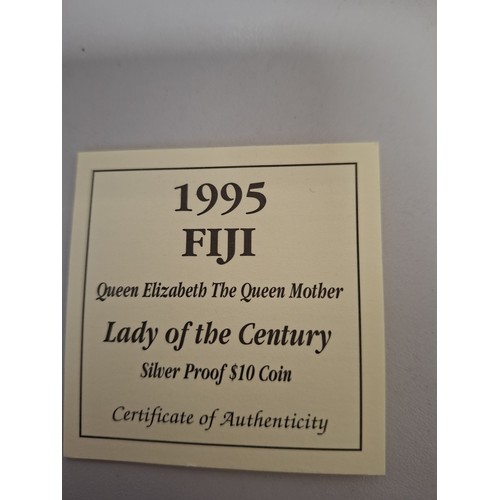 1995
FIJI
Queen Elizabeth The Queen Mother
Lady of the Century
Silver Proof $10 Coin
Certificate of Authenticity